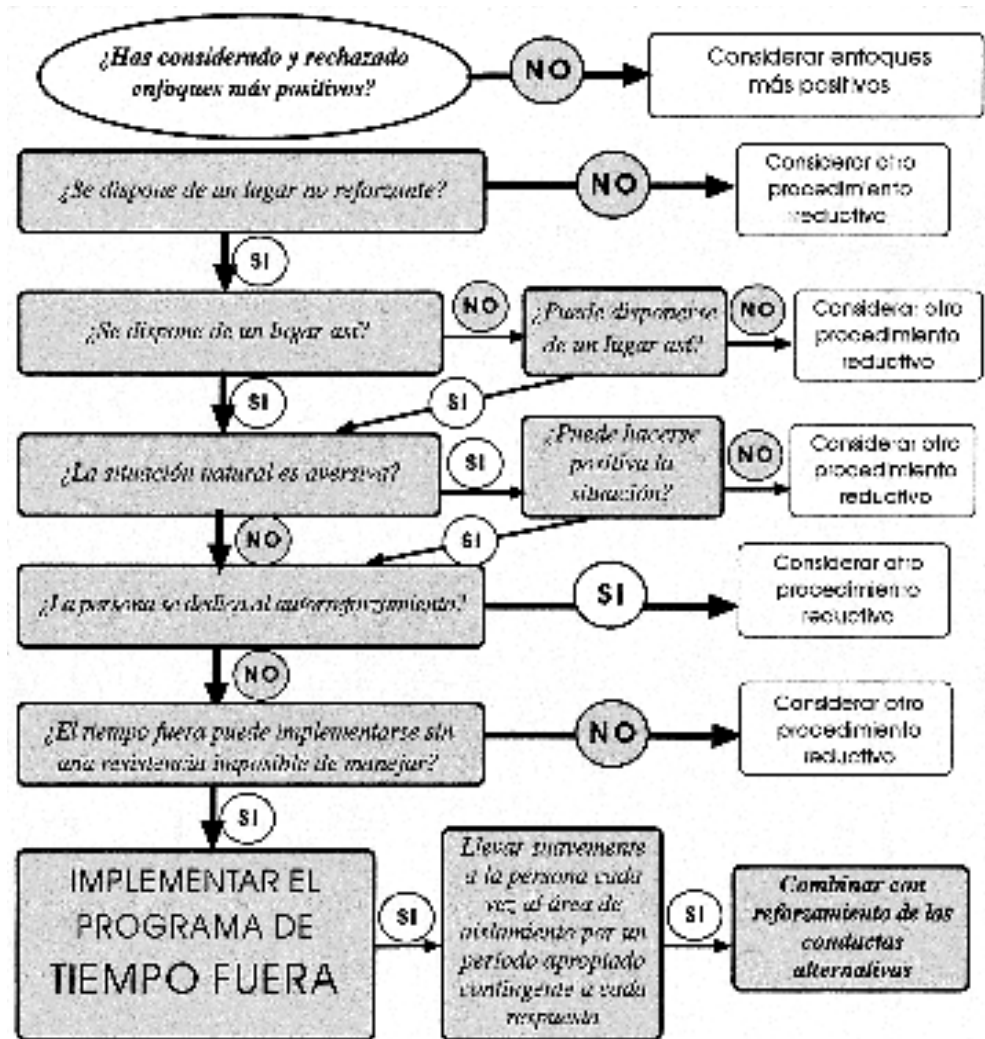 ¿Has considerado y rechazado
enfoques más positivos?
NO
Considerar enfoques
más positivos
¿Se dispone de un lugar no reforzante?
NO
Considerar otro
procedimiento
reductivo
SI
¿Se dispone de un lugar así?
NO
¿Puede disponerse
de un lugar así?
NO
Considerar otro
procedimiento
reductivo
SI
SI
¿La situación natural es aversiva?
SI
¿Puede hacerse
positiva la
situación?
NO
Considerar otro
procedimiento
reductivo
NO
SI
¿La persona se dedica al autorreforzamiento?
SI
Considerar otro
procedimiento
reductivo
NO
¿El tiempo fuera puede implementarse sin
una resistencia imposible de manejar?
NO
Considerar otro
procedimiento
reductivo
SI
IMPLEMENTAR EL
PROGRAMA DE
TIEMPO FUERA
SI
Llevar suavemente
a la persona cada
vez al área de
aislamiento por un
período apropiado
contingente a cada
respuesta
SI
Combinar con
reforzamiento de las
conductas
alternativas